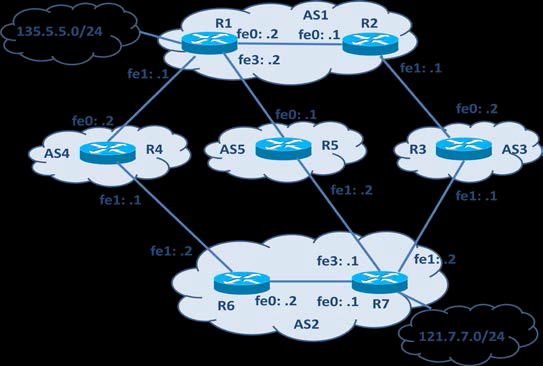 AS1
R1
R2
135.5.5.0/24
fe0: .2
fe0: .1
fe3: .2
fe1: .1
fe1: .1
fe0: .2
fe0: .1
fe0: .2
AS4
R4
AS5
R5
R3
AS3
fe1: .1
fe1: .2
fe1: .1
fe1: .2
fe3: .1
fe1: .2
R6
fe0: .2
fe0: .1
R7
AS2
121.7.7.0/24